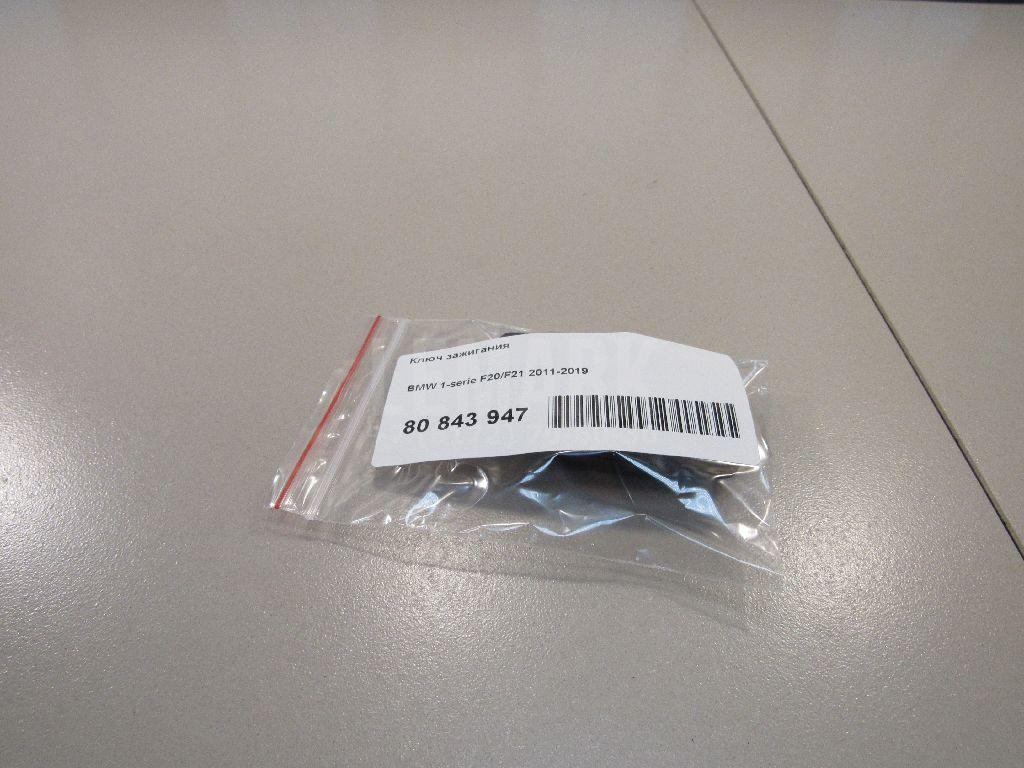 Ключ зажигания
BMW 1-serie F20/F21 2011-2019
80 843 947